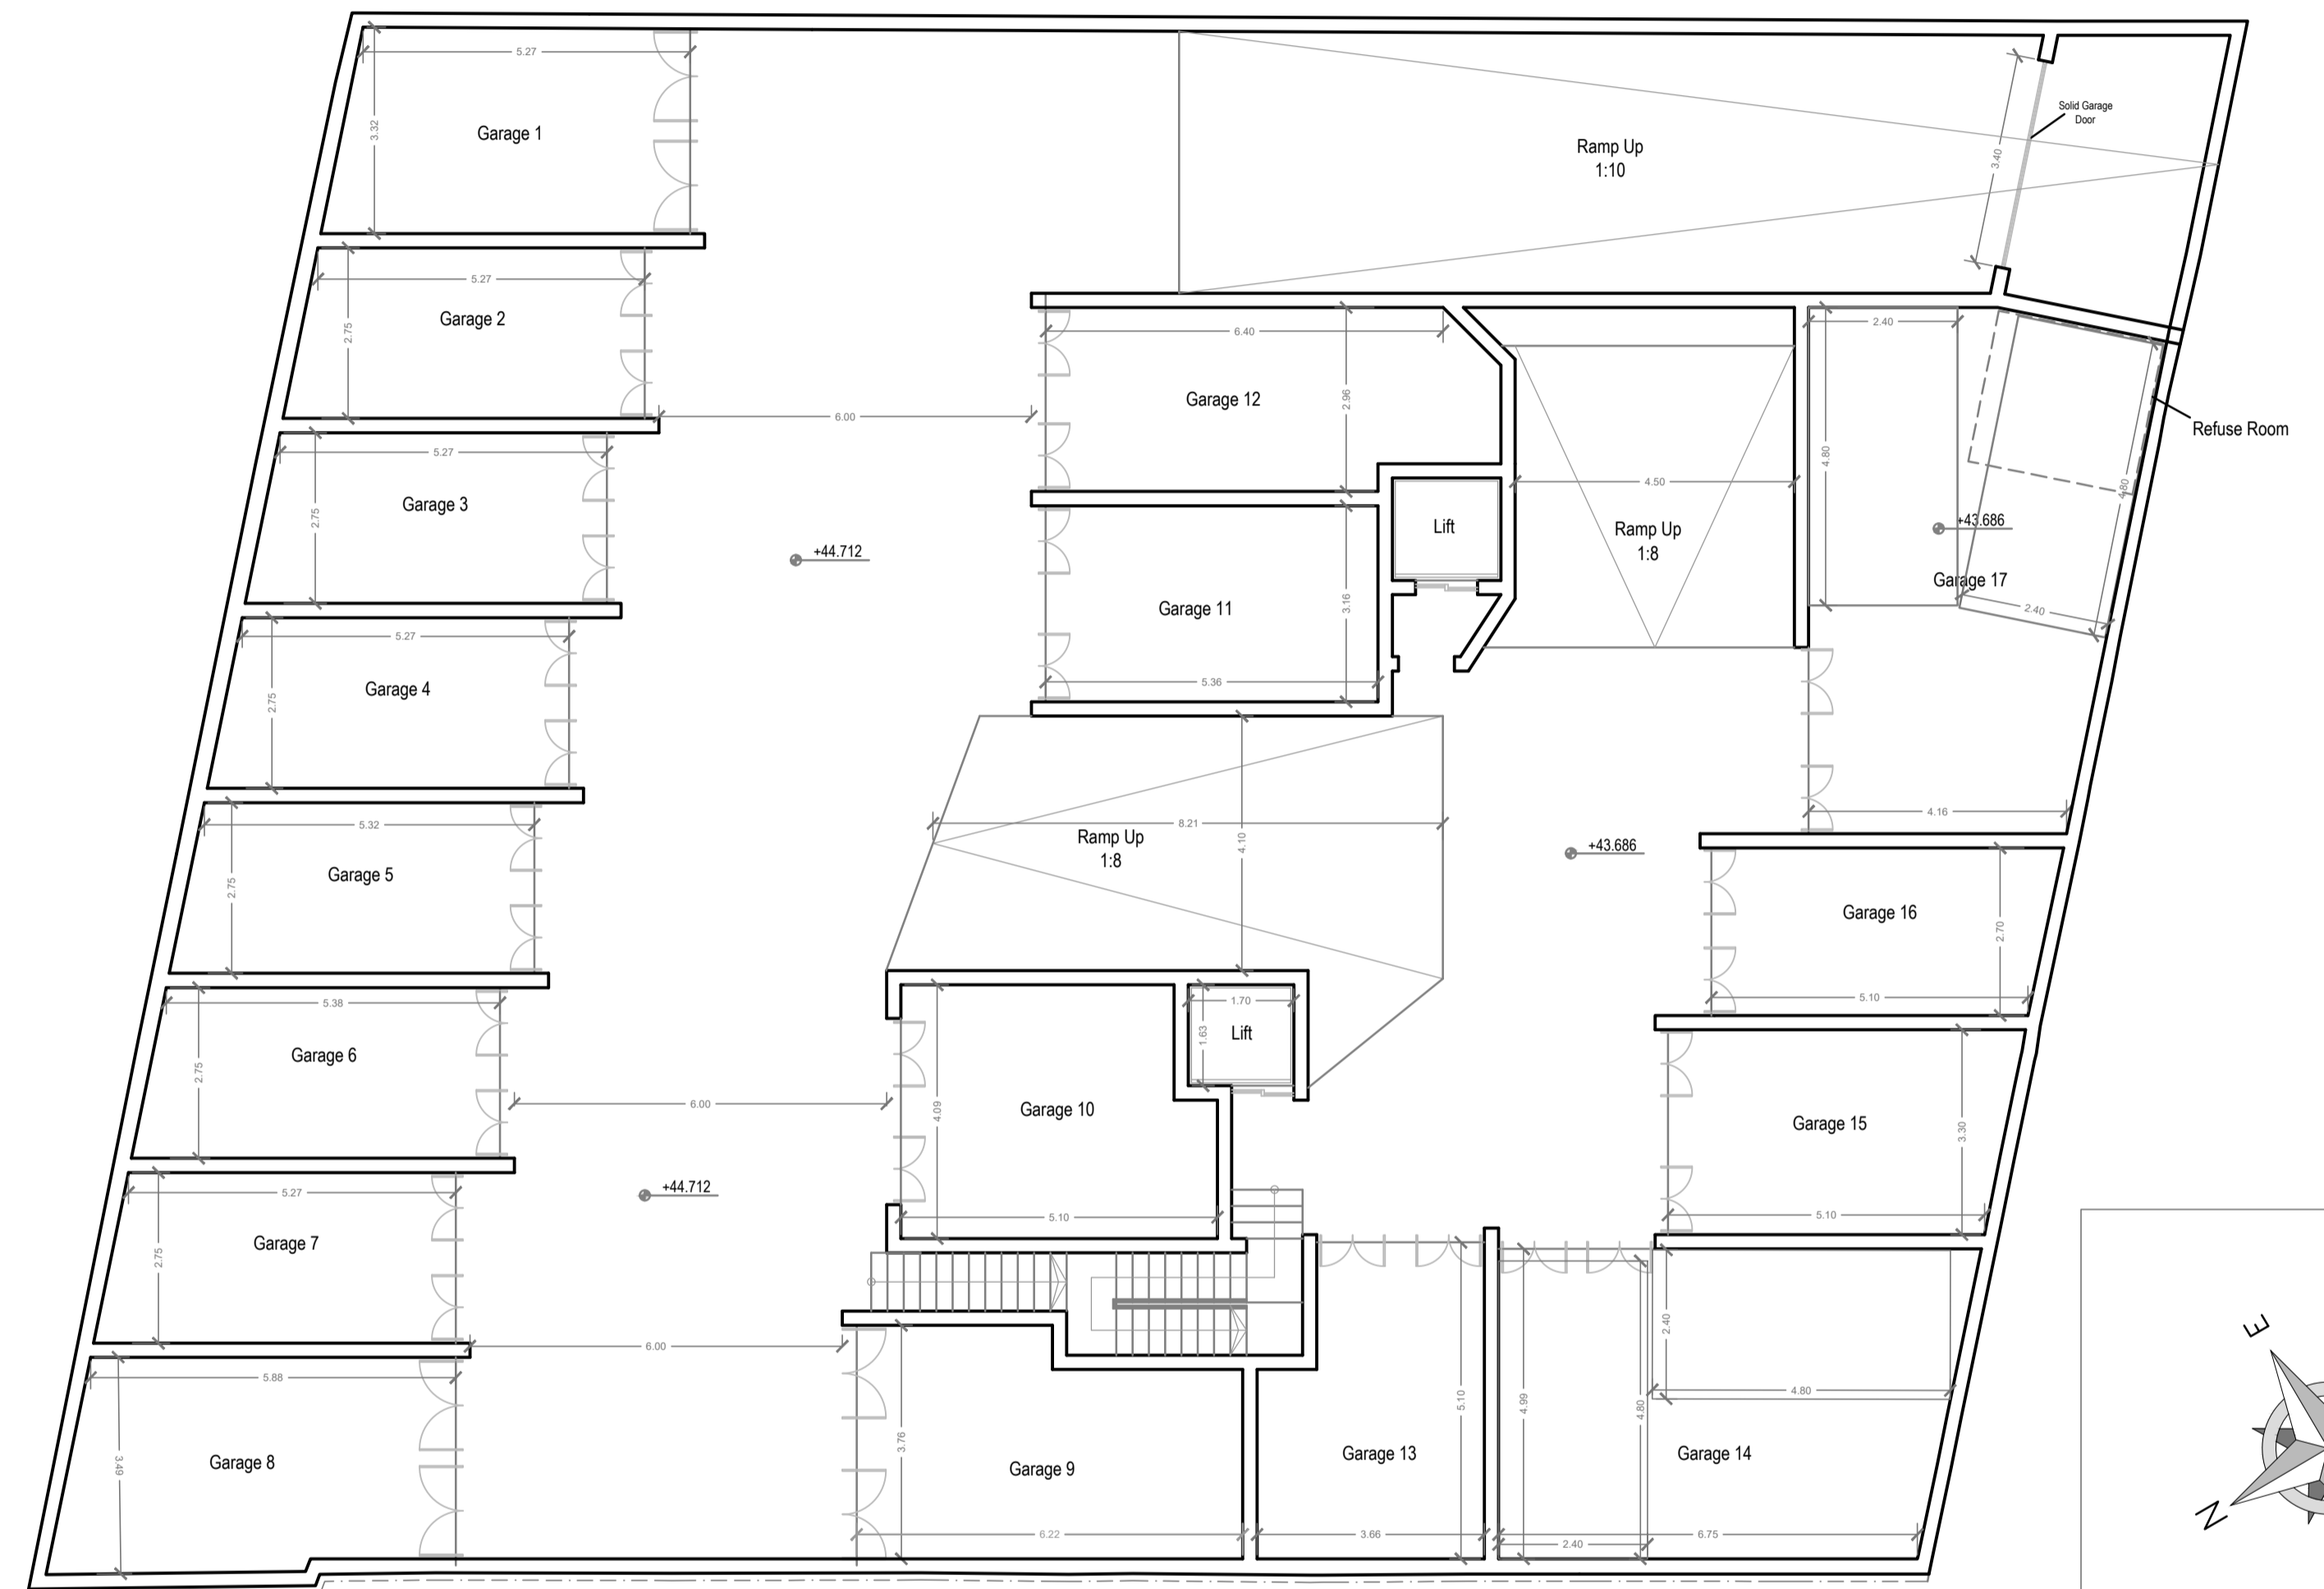 5.27
3.32
Garage 1
Solid Garage
Door
3.40
Ramp Up
1:10
5.27
2.75
Garage 2
6.40
2.96
Garage 12
6.00
2.40
4.80
4.80
Refuse Room
5.27
2.75
Garage 3
4.50
Lift
Ramp Up
1:8
+43.686
Garage 17
2.40
+44.712
Garage 11
3.16
5.36
5.27
2.75
Garage 4
4.16
5.32
2.75
Garage 5
8.21
4.10
Ramp Up
1:8
+43.686
Garage 16
2.70
5.10
5.38
2.75
Garage 6
1.70
1.63
Lift
6.00
4.09
Garage 10
5.10
Garage 15
3.30
5.10
5.27
2.75
Garage 7
+44.712
6.00
5.88
3.49
Garage 8
3.76
Garage 9
6.22
5.10
Garage 13
3.66
4.99
4.80
2.40
4.80
Garage 14
6.75
2.40
E
N